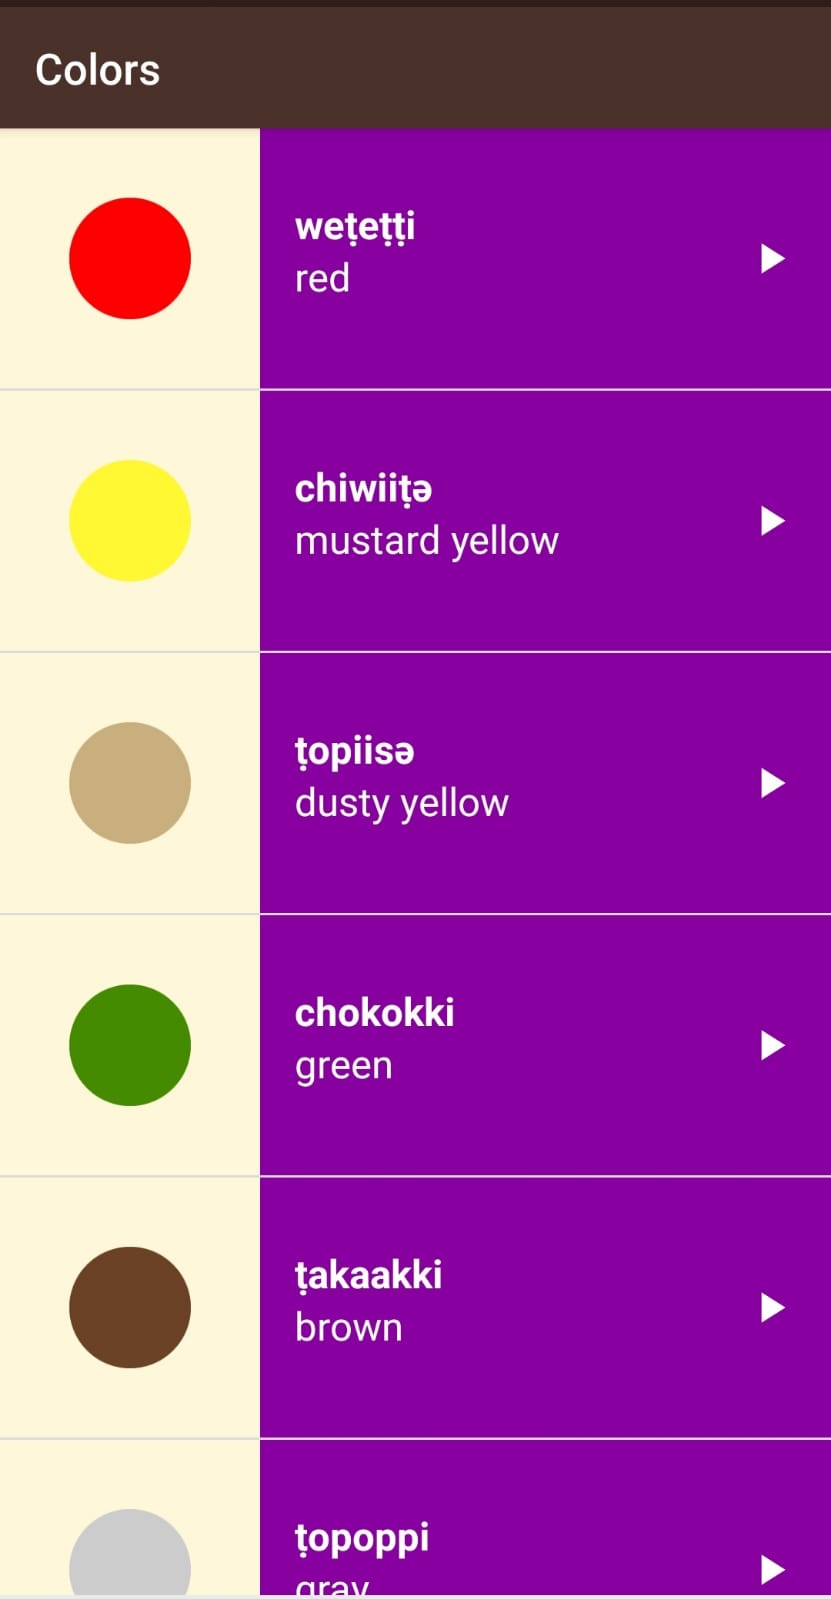 Colors
weṭeṭṭi
red
chiwiiṭə
mustard yellow
ṭopiisə
dusty yellow
chokokki
green
ṭakaakki
brown
ṭopoppi
gray